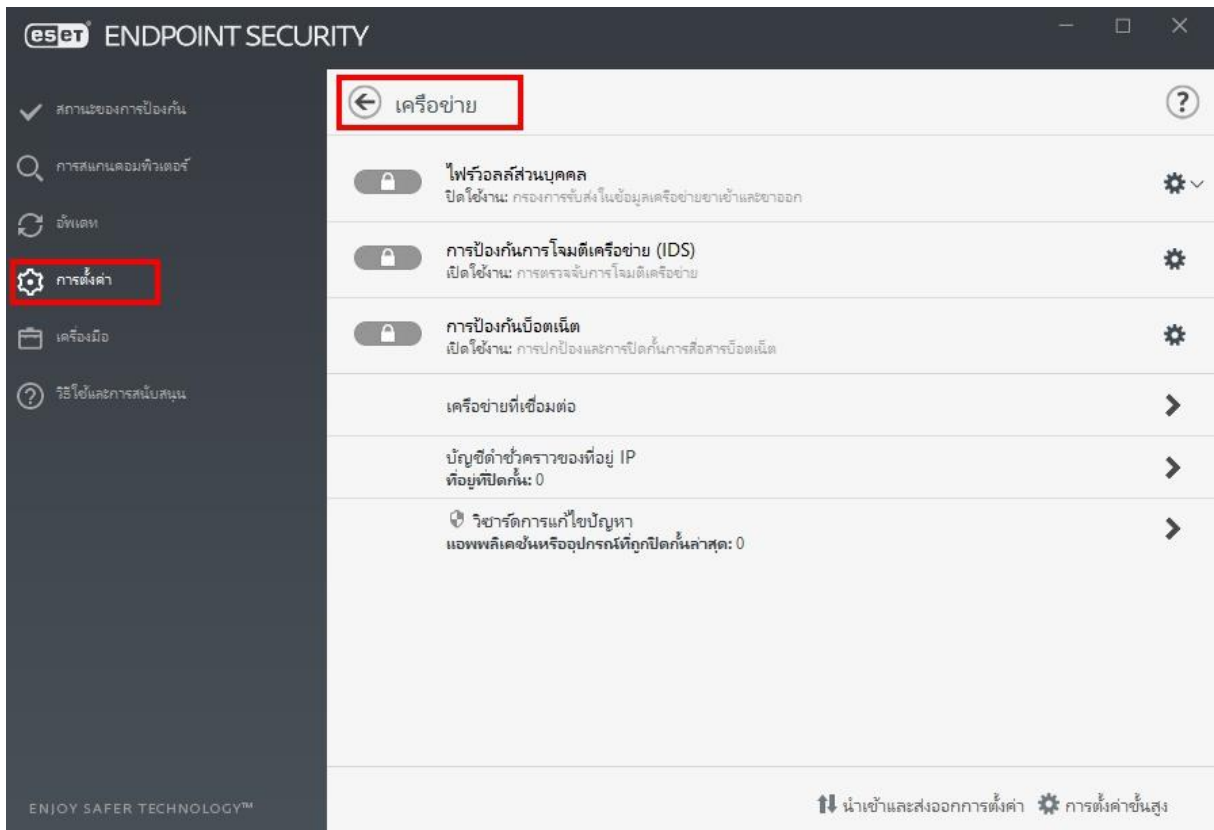 eset ENDPOINT SECURITY
สถานะของการป้องกัน
การสแกนคอมพิวเตอร์
อัพเดท
การตั้งค่า
เครื่องมือ
วิธีใช้และการสนับสนุน
ENJOY SAFER TECHNOLOGY™
เครือข่าย
ไฟร์วอลล์ส่วนบุคคล
ปิดใช้งาน: กรองการรับส่งในข้อมูลเครือข่ายขาเข้าและขาออก
การป้องกันการโจมตีเครือข่าย (IDS)
เปิดใช้งาน: การตรวจจับการโจมตีเครือข่าย
การป้องกันบ็อตเน็ต
เปิดใช้งาน: การปกป้องและการปิดกั้นการสื่อสารบ็อตเน็ต
เครือข่ายที่เชื่อมต่อ
บัญชีดำชั่วคราวของที่อยู่ IP
ที่อยู่ที่ปิดกั้น: 0
วิซาร์ดการแก้ไขปัญหา
แอพพลิเคชันหรืออุปกรณ์ที่ถูกปิดกั้นล่าสุด: 0
นำเข้าและส่งออกการตั้งค่า การตั้งค่าขั้นสูง